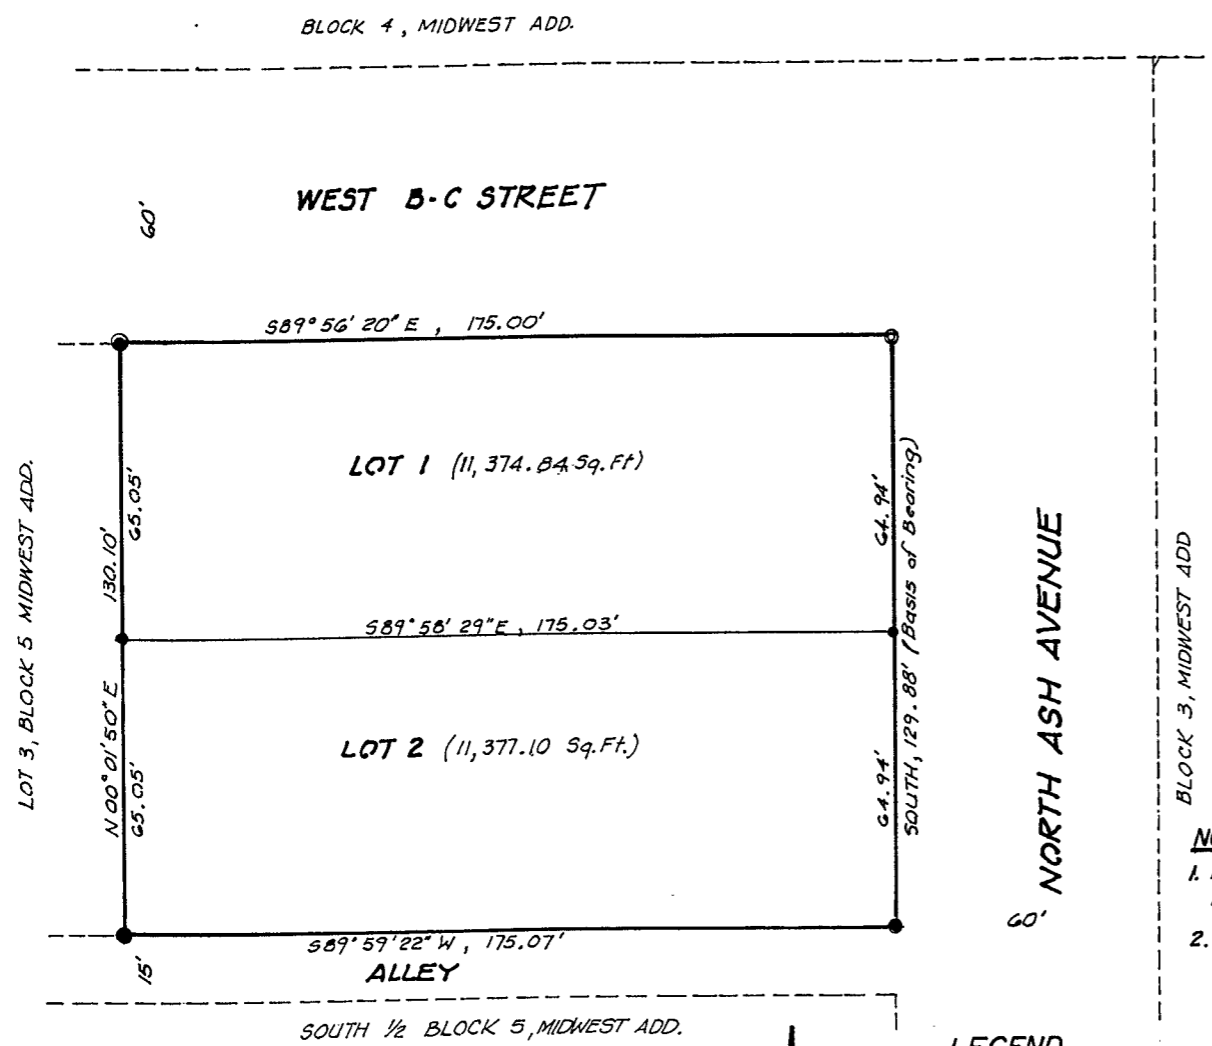 BLOCK 4, MIDWEST ADD.
WEST B-C STREET
60'
S89°56'20"E, 175.00'
LOT 1 (11,374.84 Sq.Ft)
65.05'
130.10'
64.94'
SOUTH, 129.88' (Basis of Bearing)
LOT 3, BLOCK 5 MIDWEST ADD.
NORTH ASH AVENUE
BLOCK 3, MIDWEST ADD
S89°58'29"E, 175.03'
N00°01'50"E
65.05'
LOT 2 (11,377.10 Sq.Ft.)
64.94'
1.
60'
2.
S89°59'22"W, 175.07'
15'
ALLEY
SOUTH ½ BLOCK 5, MIDWEST ADD.
LEGEND